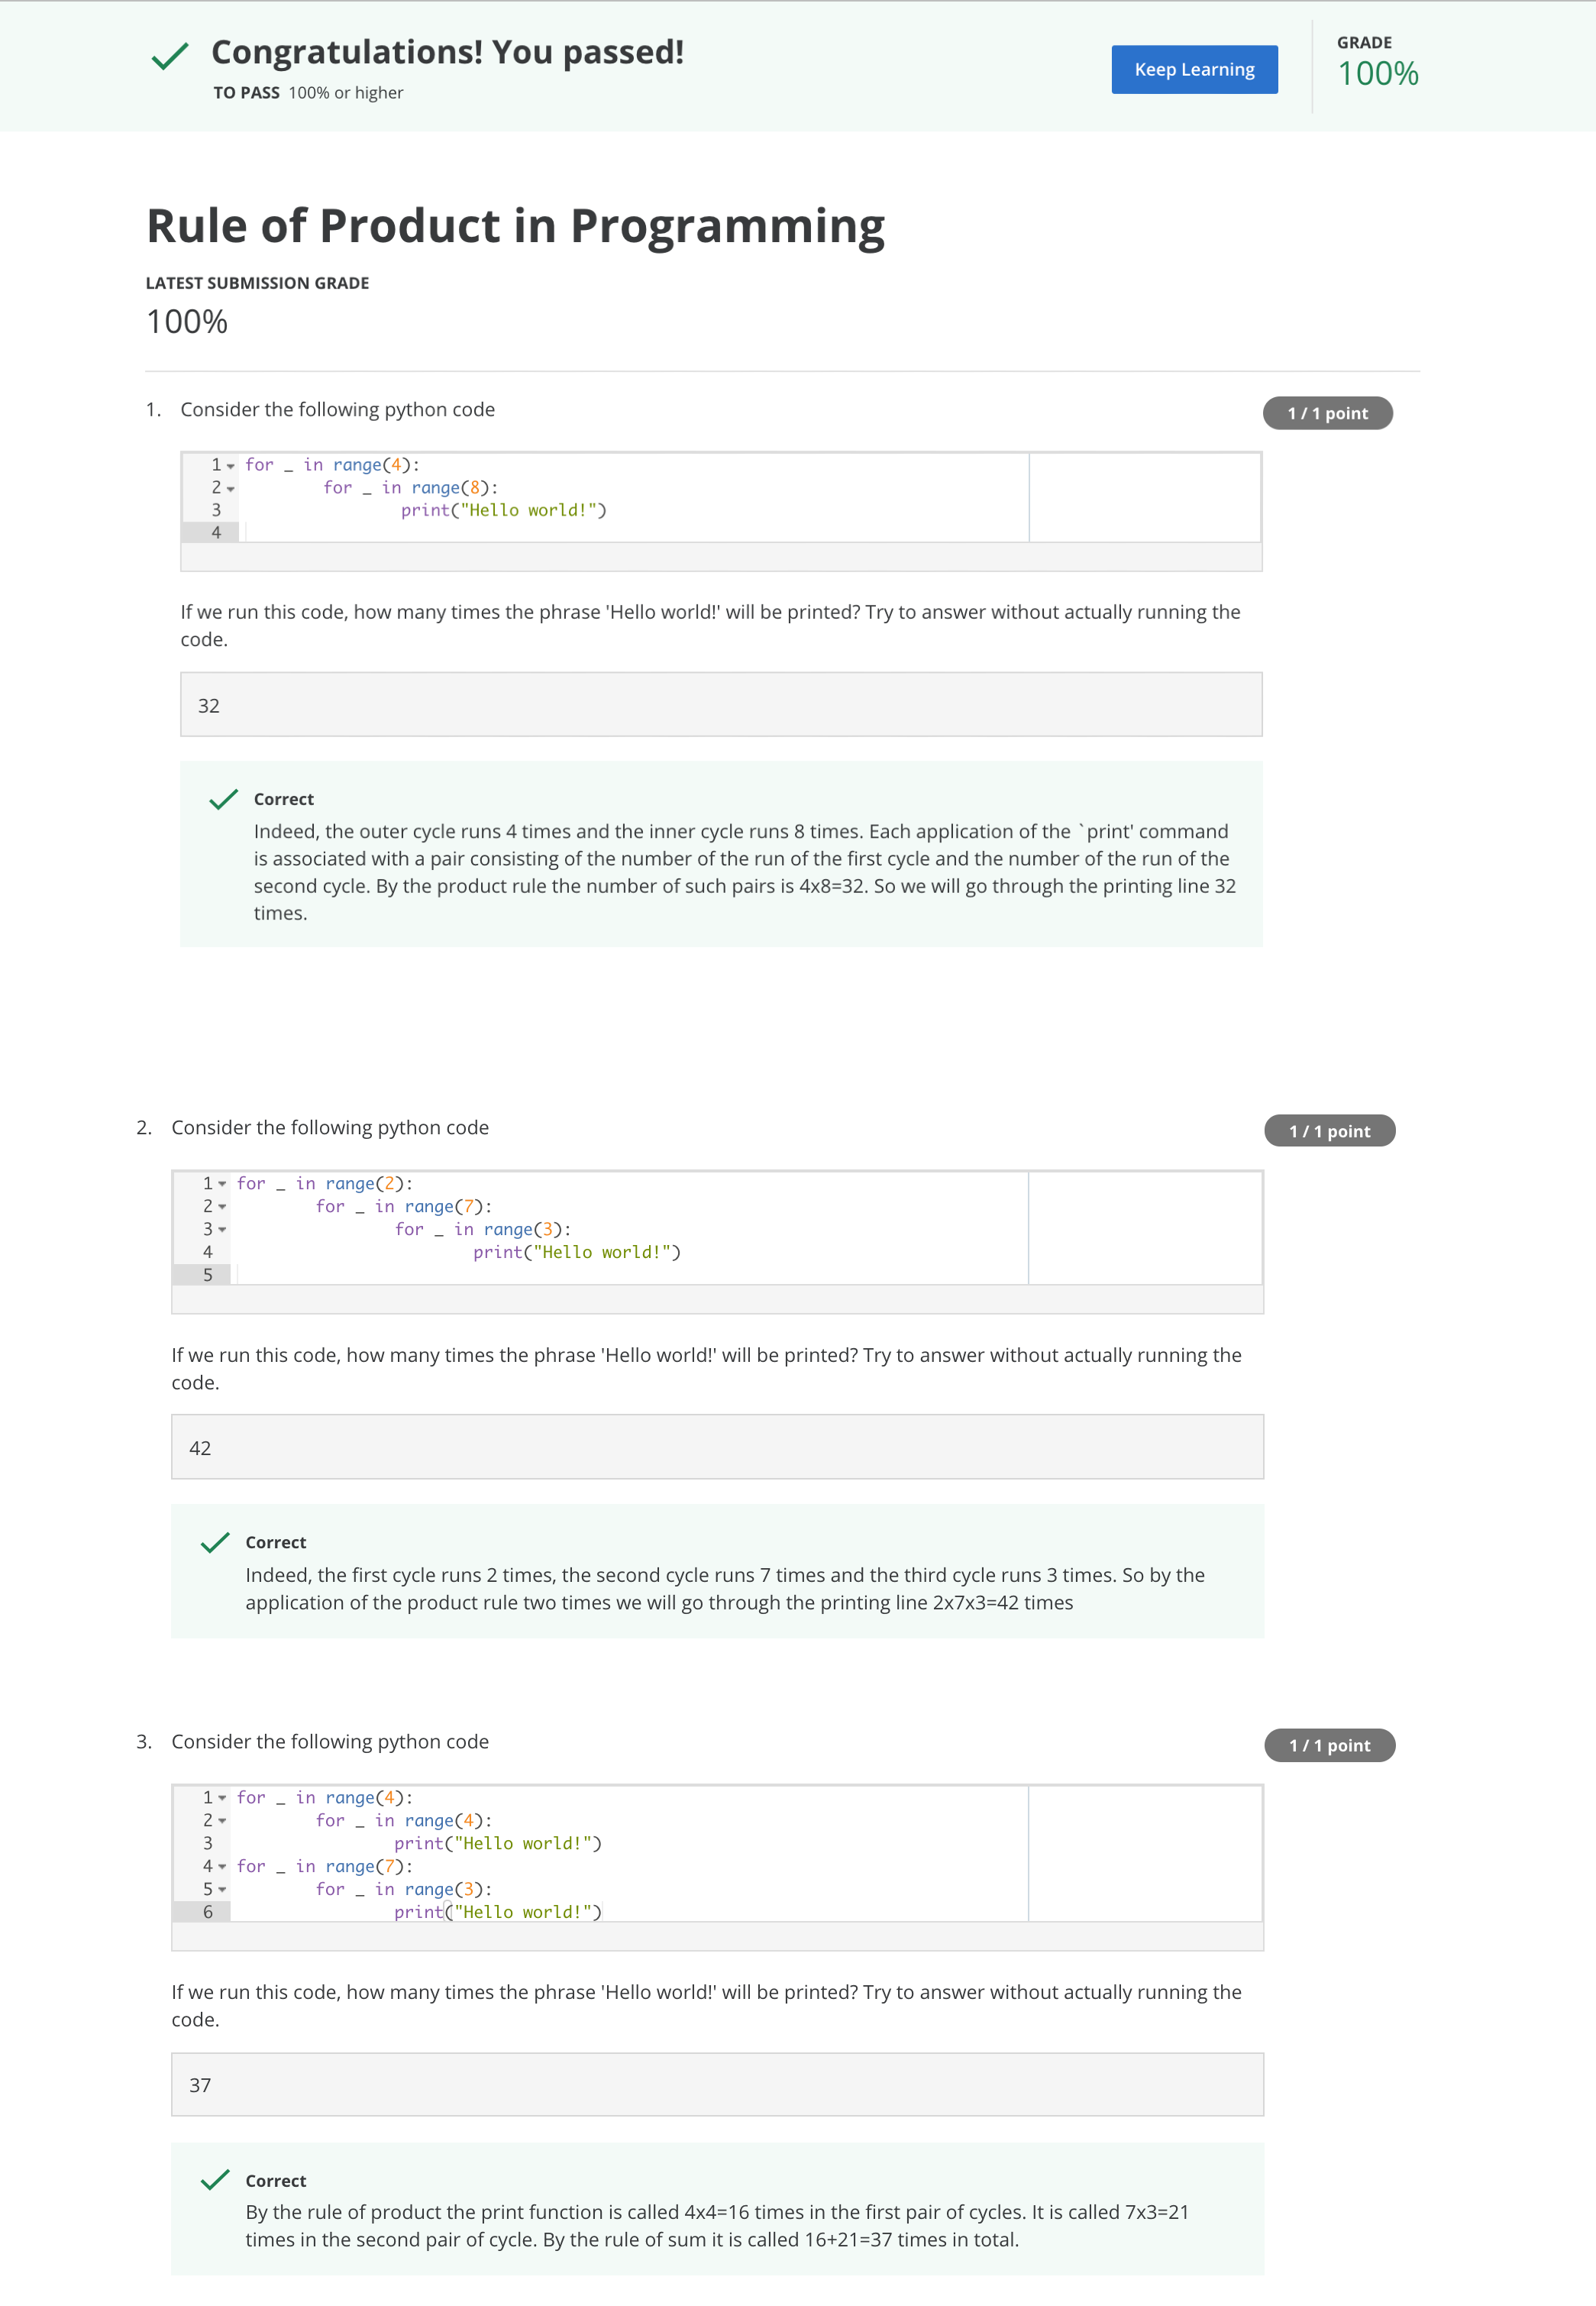 Congratulations! You passed!
TO PASS 100% or higher
Keep Learning
GRADE
100%
Rule of Product in Programming
LATEST SUBMISSION GRADE
100%
1. Consider the following python code
1 / 1 point
1 for _ in range(4):
2         for _ in range(8):
3                 print("Hello world!")
4
If we run this code, how many times the phrase 'Hello world!' will be printed? Try to answer without actually running the
code.
32
Correct
Indeed, the outer cycle runs 4 times and the inner cycle runs 8 times. Each application of the `print' command
is associated with a pair consisting of the number of the run of the first cycle and the number of the run of the
second cycle. By the product rule the number of such pairs is 4x8=32. So we will go through the printing line 32
times.
2. Consider the following python code
1 / 1 point
1 for _ in range(2):
2         for _ in range(7):
3                 for _ in range(3):
4                         print("Hello world!")
5
If we run this code, how many times the phrase 'Hello world!' will be printed? Try to answer without actually running the
code.
42
Correct
Indeed, the first cycle runs 2 times, the second cycle runs 7 times and the third cycle runs 3 times. So by the
application of the product rule two times we will go through the printing line 2x7x3=42 times
3. Consider the following python code
1 / 1 point
1 for _ in range(4):
2         for _ in range(4):
3                 print("Hello world!")
4 for _ in range(7):
5         for _ in range(3):
6                 print("Hello world!")
If we run this code, how many times the phrase 'Hello world!' will be printed? Try to answer without actually running the
code.
37
Correct
By the rule of product the print function is called 4x4=16 times in the first pair of cycles. It is called 7x3=21
times in the second pair of cycle. By the rule of sum it is called 16+21=37 times in total.